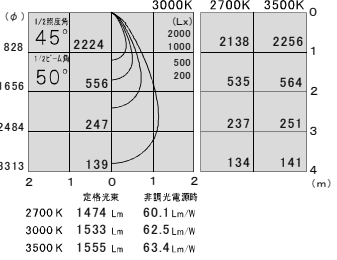 3000K 2700K 3500K
(φ) 1/2照度角 (Lx) 0
45° 2000
828 2224 1000 2138 2256 1
1/2ビーム角 500
50° 200
1656 556 535 564 2
2484 247 237 251 3
3313 139 134 141 4
2 1 0 1 2 (m)
定格光束 非調光電源時
2700K 1474 Lm 60.1 Lm/W
3000K 1533 Lm 62.5 Lm/W
3500K 1555 Lm 63.4 Lm/W